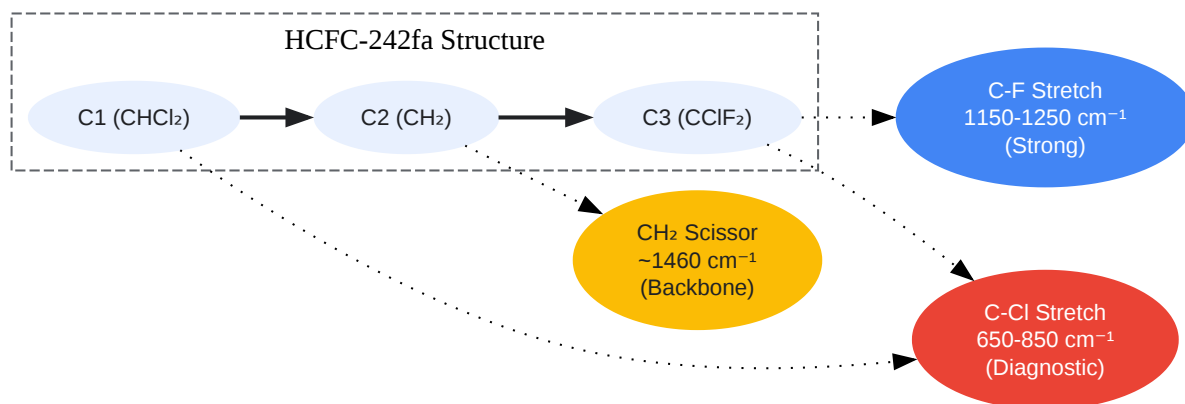 HCFC-242fa Structure
C1 (CHCl₂)
C2 (CH₂)
C3 (CClF₂)
C-F Stretch
1150-1250 cm⁻¹
(Strong)
CH₂ Scissor
~1460 cm⁻¹
(Backbone)
C-Cl Stretch
650-850 cm⁻¹
(Diagnostic)